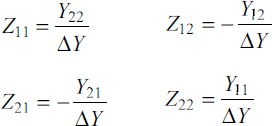 Z₁₁ = Y₂₂/ΔY   Z₁₂ = −Y₁₂/ΔY
Z₂₁ = −Y₂₁/ΔY   Z₂₂ = Y₁₁/ΔY